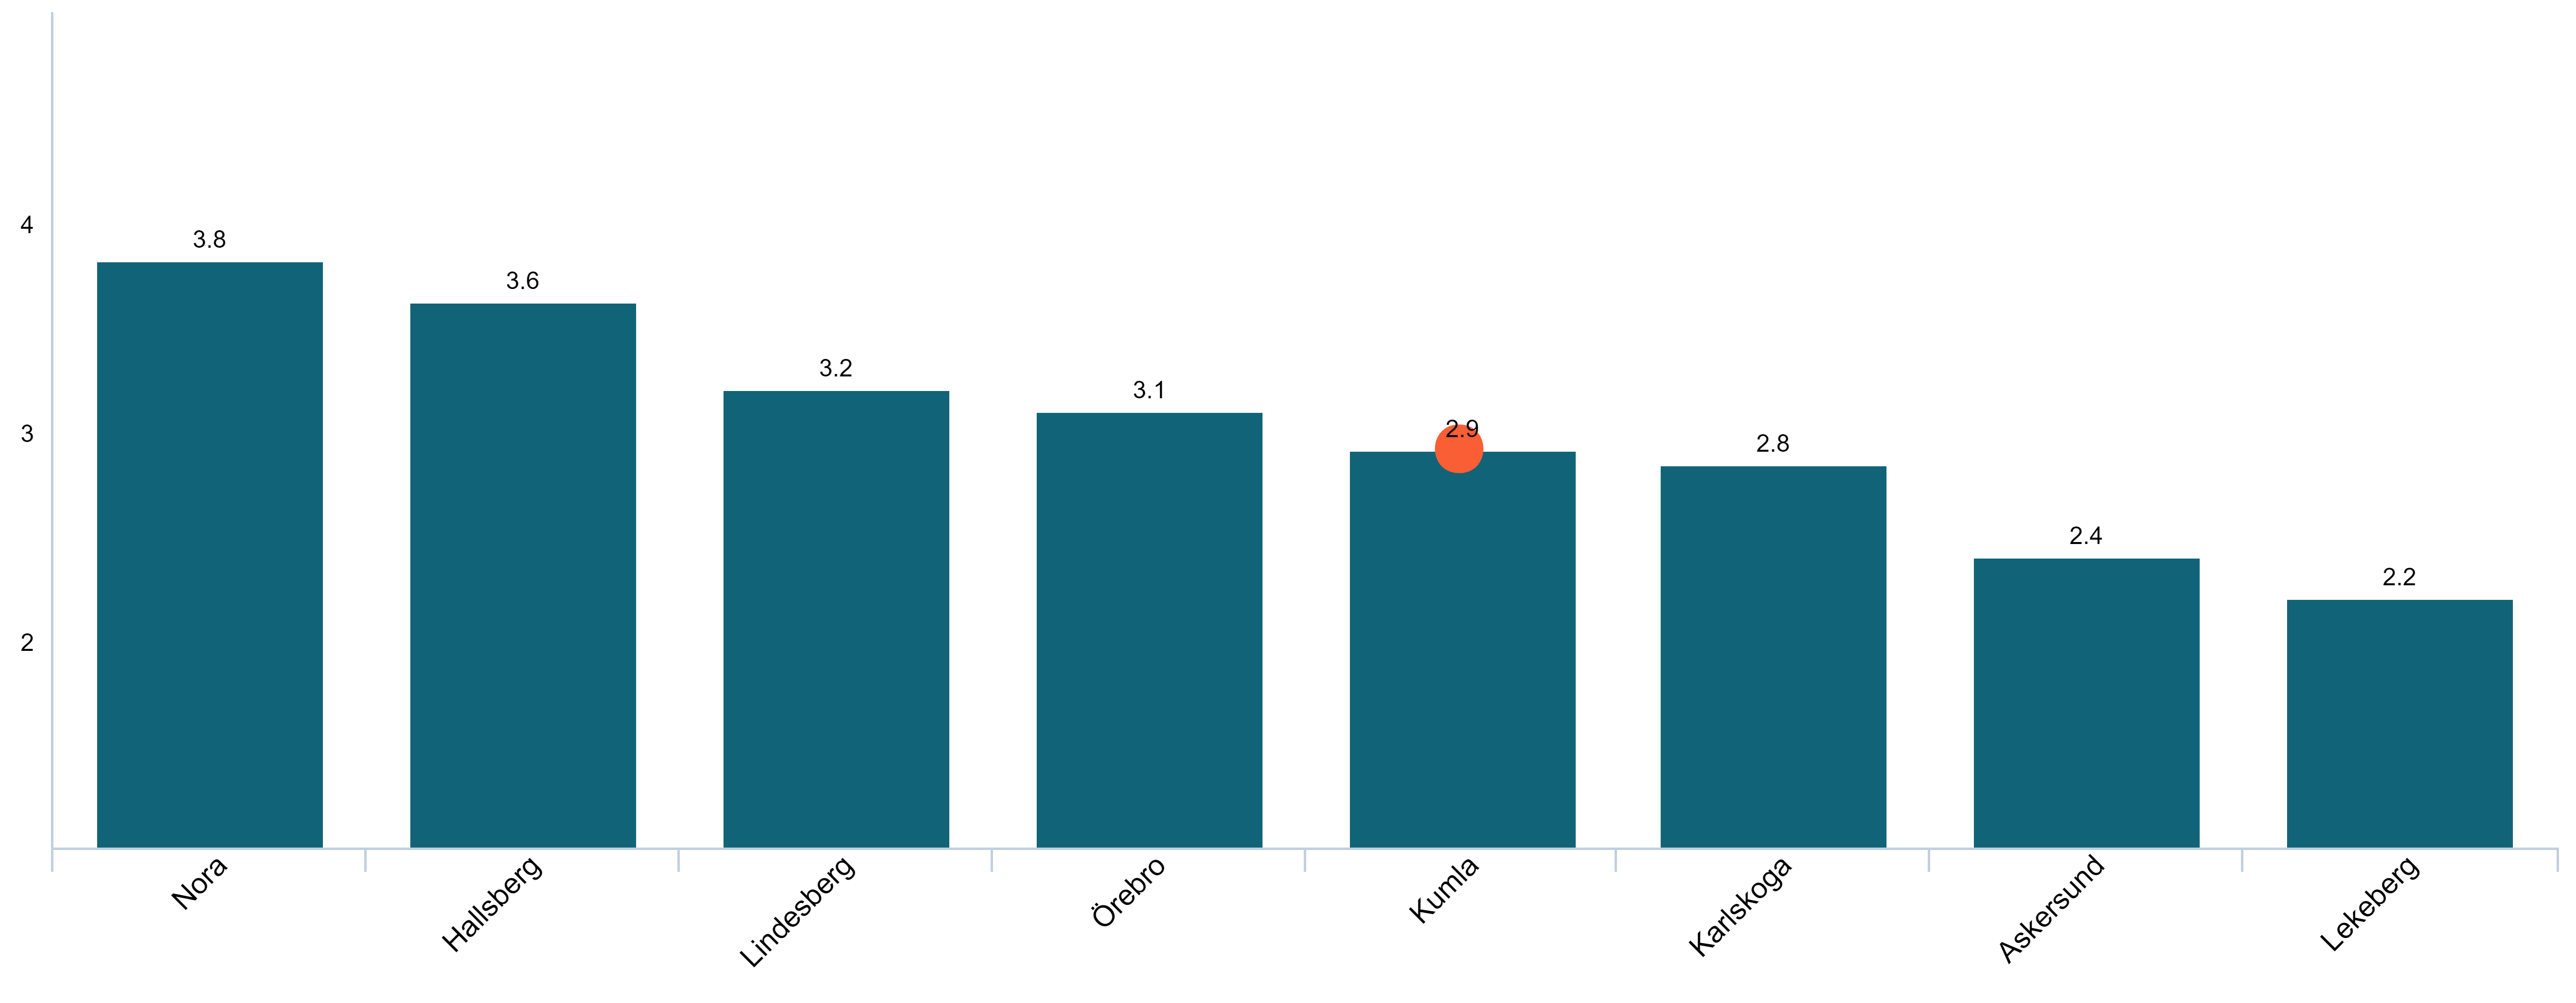 4
3
2
3.8
3.6
3.2
3.1
2.9
2.8
2.4
2.2
Nora
Hallsberg
Lindesberg
Örebro
Kumla
Karlskoga
Askersund
Lekeberg